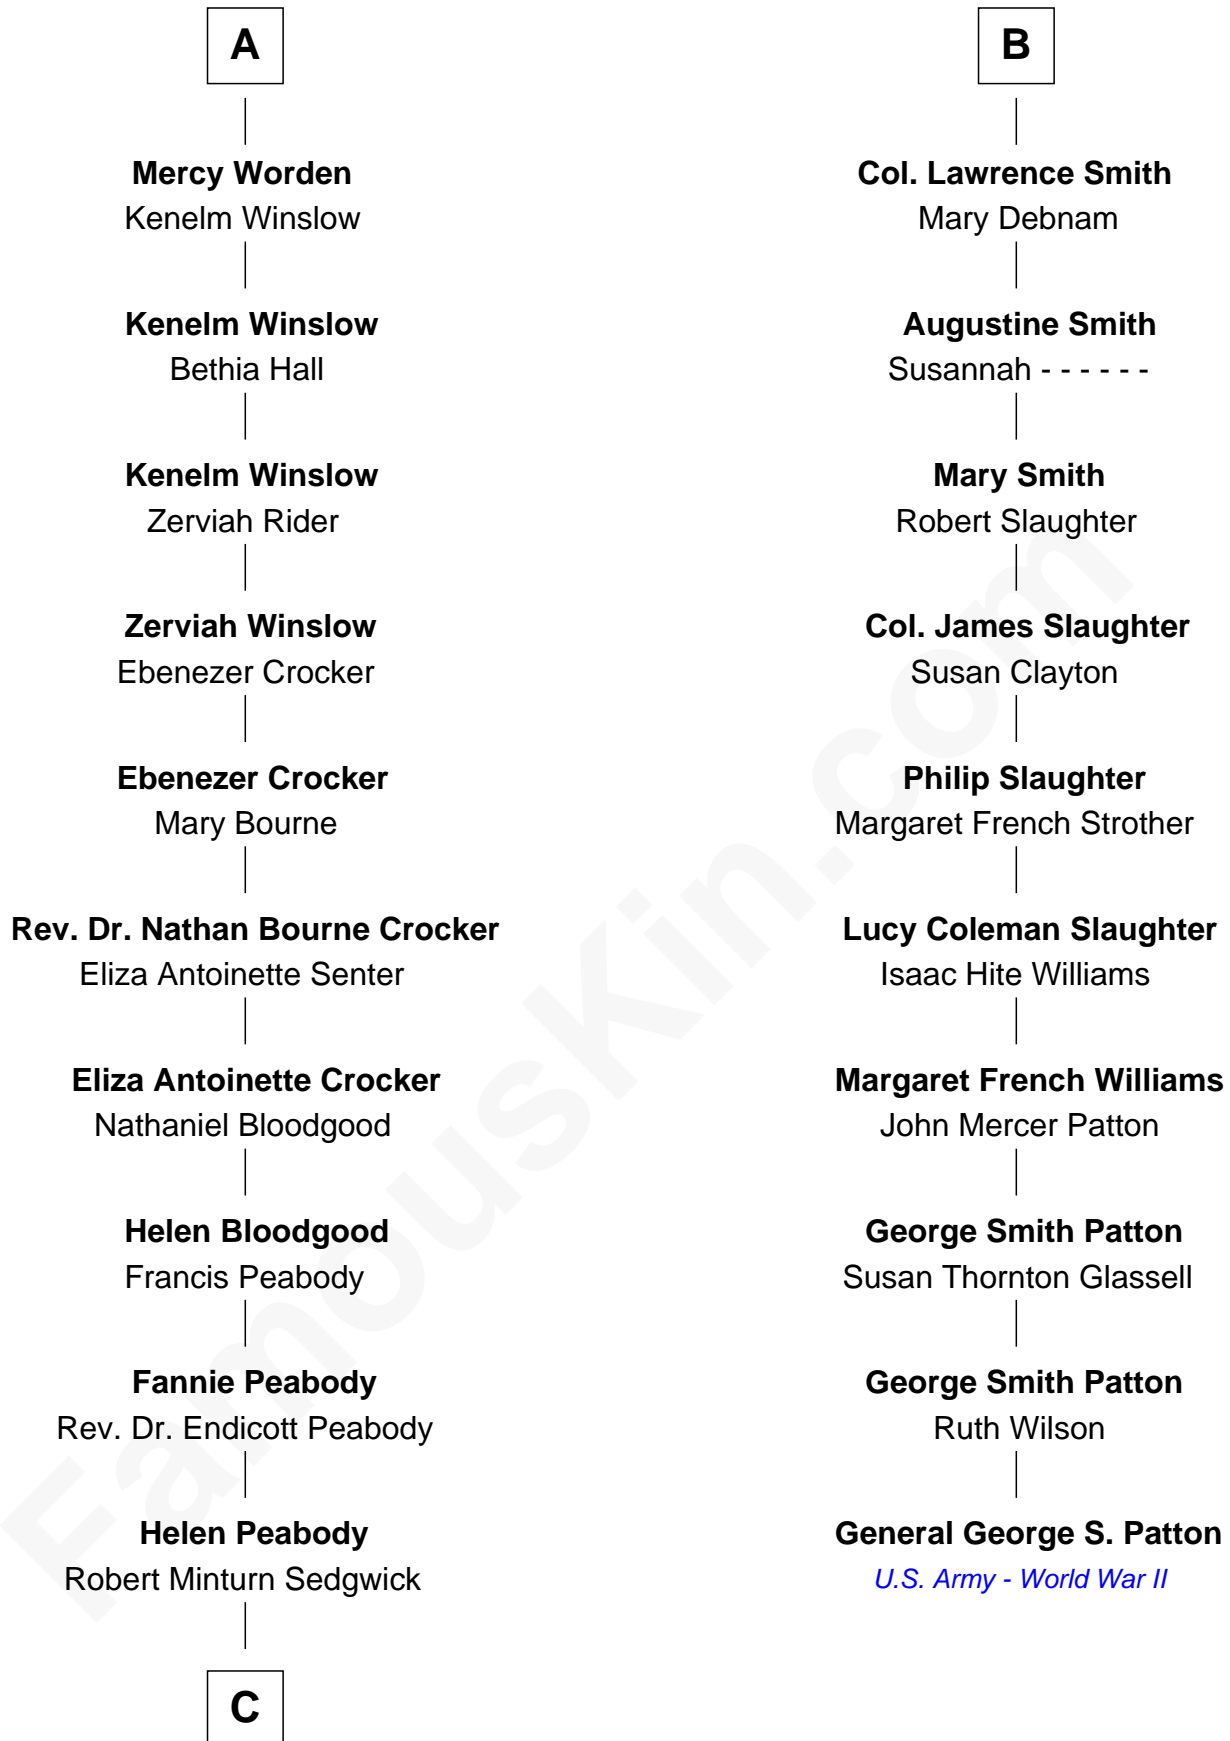 A
Mercy Worden
Kenelm Winslow
Kenelm Winslow
Bethia Hall
Kenelm Winslow
Zerviah Rider
Zerviah Winslow
Ebenezer Crocker
Ebenezer Crocker
Mary Bourne
Rev. Dr. Nathan Bourne Crocker
Eliza Antoinette Senter
Eliza Antoinette Crocker
Nathaniel Bloodgood
Helen Bloodgood
Francis Peabody
Fannie Peabody
Rev. Dr. Endicott Peabody
Helen Peabody
Robert Minturn Sedgwick
C
B
Col. Lawrence Smith
Mary Debnam
Augustine Smith
Susannah - - - - - -
Mary Smith
Robert Slaughter
Col. James Slaughter
Susan Clayton
Philip Slaughter
Margaret French Strother
Lucy Coleman Slaughter
Isaac Hite Williams
Margaret French Williams
John Mercer Patton
George Smith Patton
Susan Thornton Glassell
George Smith Patton
Ruth Wilson
General George S. Patton
U.S. Army - World War II
FamousKin.com